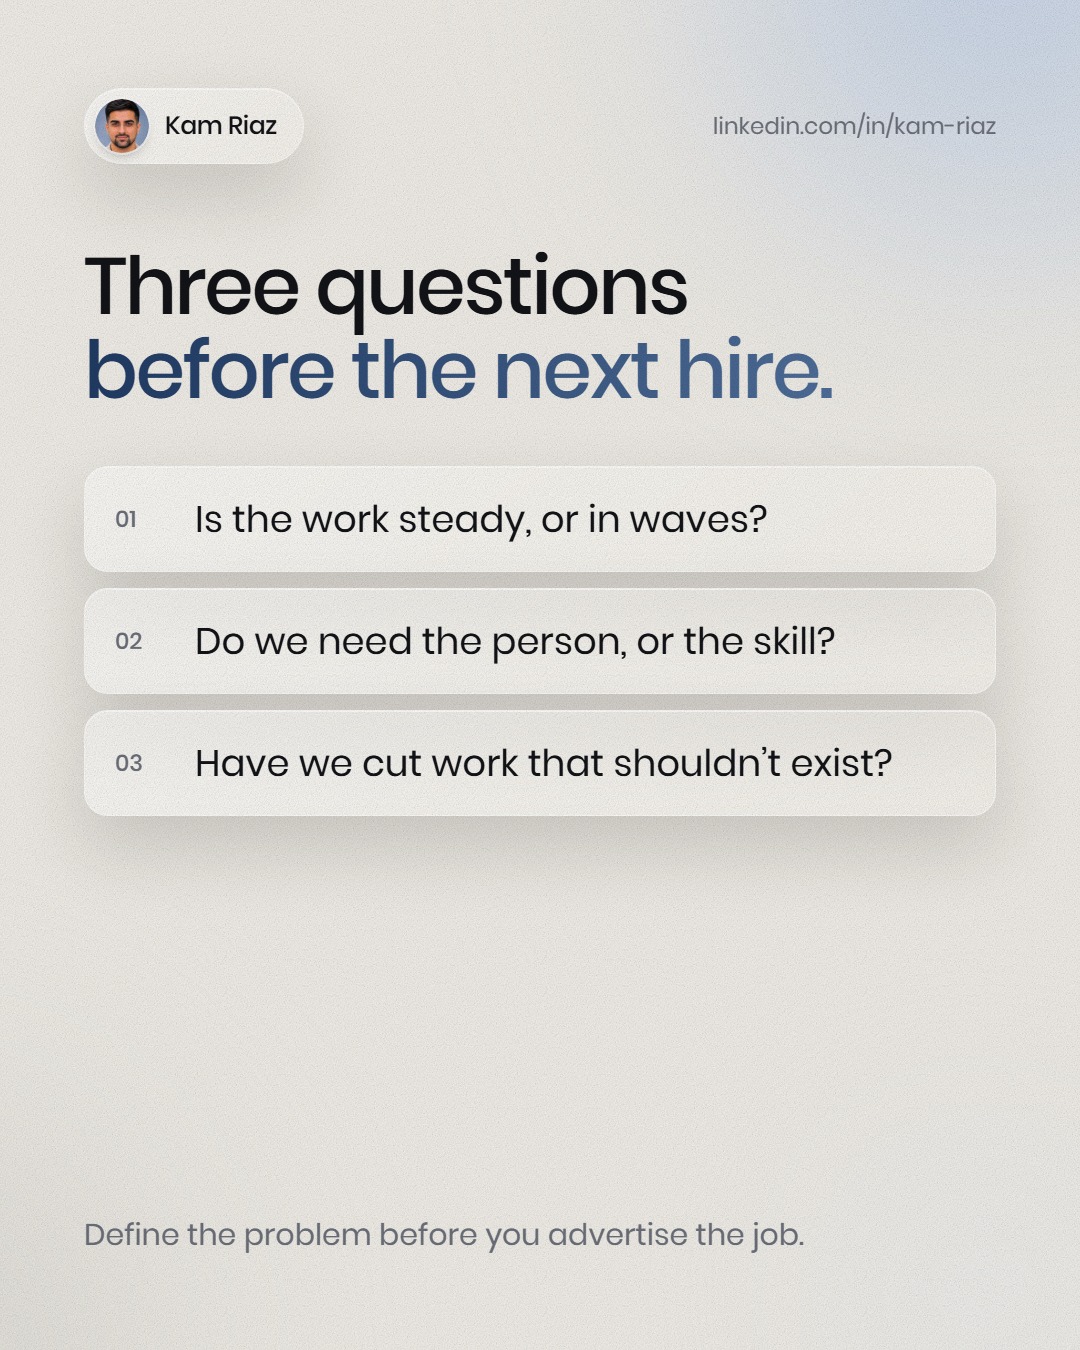 Kam Riaz
linkedin.com/in/kam-riaz
Three questions
before the next hire.
01 Is the work steady, or in waves?
02 Do we need the person, or the skill?
03 Have we cut work that shouldn’t exist?
Define the problem before you advertise the job.